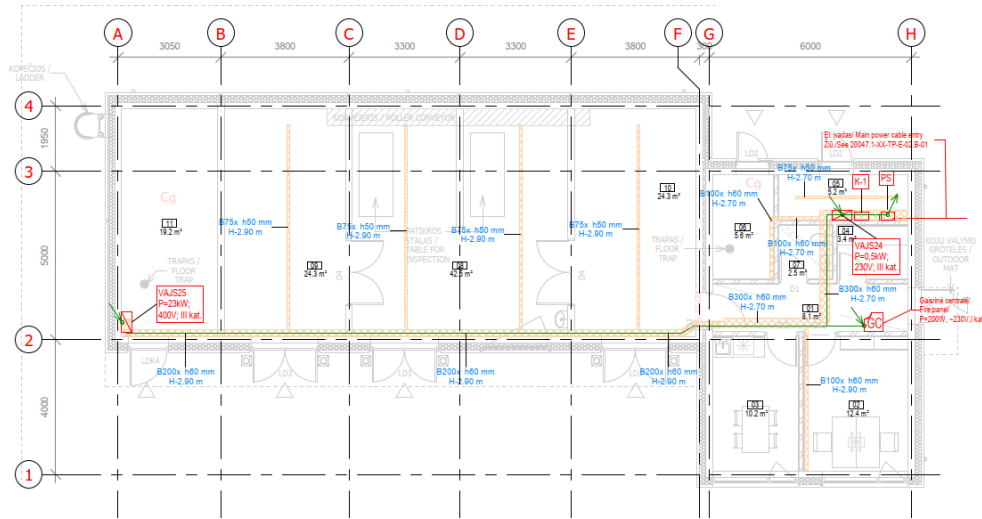 A
B
C
D
E
F
G
H
3050
3800
3300
3300
3800
300
6000
KOPĖČIOS /
LADDER
4
1950
3
5000
2
4000
1
KONVEJERIS / ROLLER CONVEYOR
LD2
LD2
El. įvadas/ Main power cable entry
Žiū./See 20047.1-XX-TP-E-02.B-01
Cg
11
19.2 m²
B75x h50 mm
H-2.90 m
B75x h50 mm
H-2.90 m
PATIKROS
STALAS /
TABLE FOR
INSPECTION
B75x h50 mm
H-2.90 m
B75x h50 mm
H-2.90 m
10
24.3 m²
09
24.3 m²
08
TRAPAS /
FLOOR
TRAP
VAJS25
P=23kW;
400V; III kat.
TRAPAS /
FLOOR
TRAP
Cg
B100x h60 mm
H-2.70 m
B75x h50 mm
H-2.70 m
05
5.2 m²
K-1
PS
06
5.6 m²
B100x h60 mm
H-2.70 m
07
2.5 m²
04
3.4 m²
VAJS24
P=0,5kW;
230V; III kat.
KOJŲ VALYMO
GROTELĖS /
OUTDOOR
MAT
D1
B300x h60 mm
H-2.70 m
01
8.1 m²
B300x h60 mm
H-2.70 m
GC
Gaisrinė centralė/
Fire panel/
P=200W, ~230V,I kat
LDK4
LD3
LD3
B200x h60 mm
H-2.90 m
B200x h60 mm
H-2.90 m
B200x h60 mm
H-2.90 m
B100x h60 mm
H-2.90 m
03
10.2 m²
02
12.4 m²